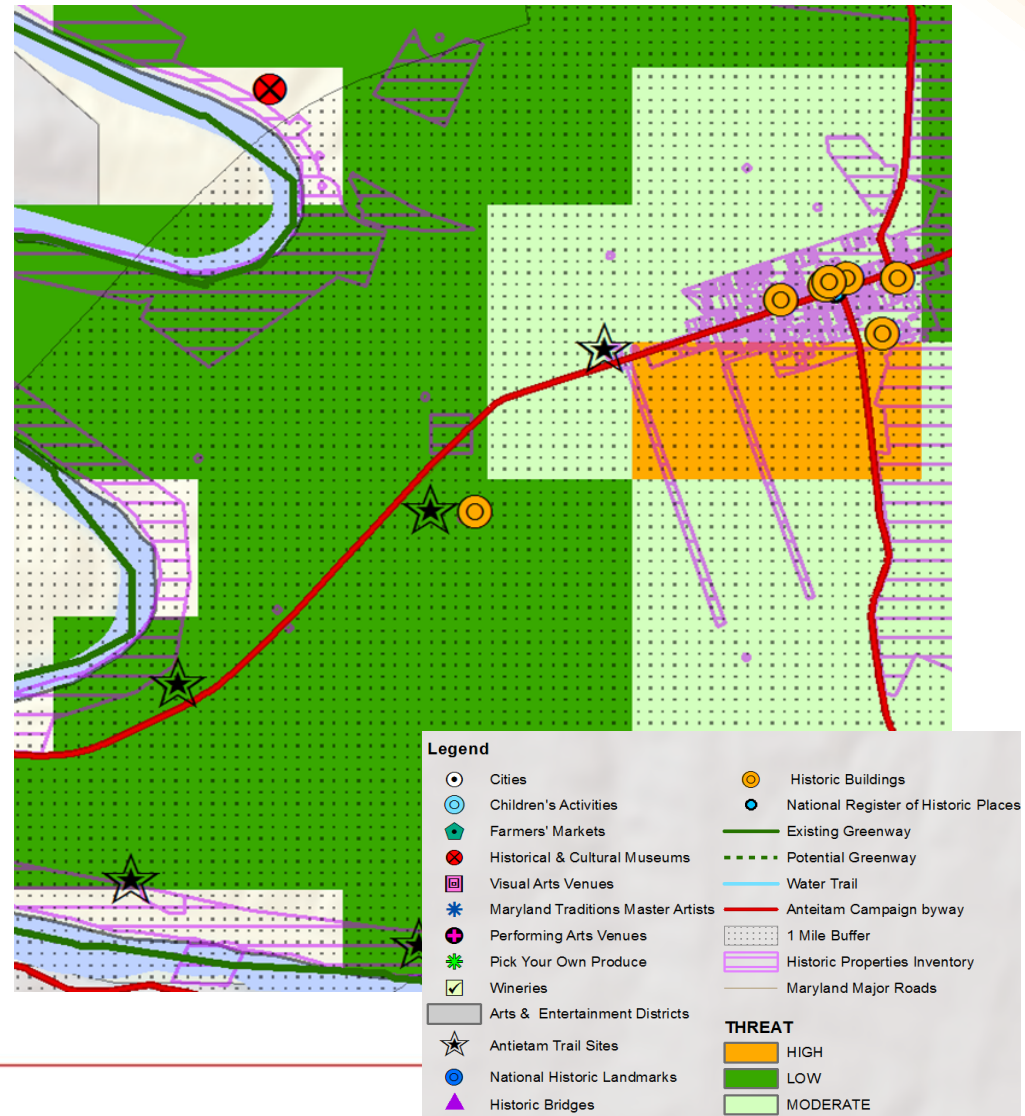 Legend
Cities
Children's Activities
Farmers' Markets
Historical & Cultural Museums
Visual Arts Venues
Maryland Traditions Master Artists
Performing Arts Venues
Pick Your Own Produce
Wineries
Arts & Entertainment Districts
Antietam Trail Sites
National Historic Landmarks
Historic Bridges
Historic Buildings
National Register of Historic Places
Existing Greenway
Potential Greenway
Water Trail
Anteitam Campaign byway
1 Mile Buffer
Historic Properties Inventory
Maryland Major Roads
THREAT
HIGH
LOW
MODERATE